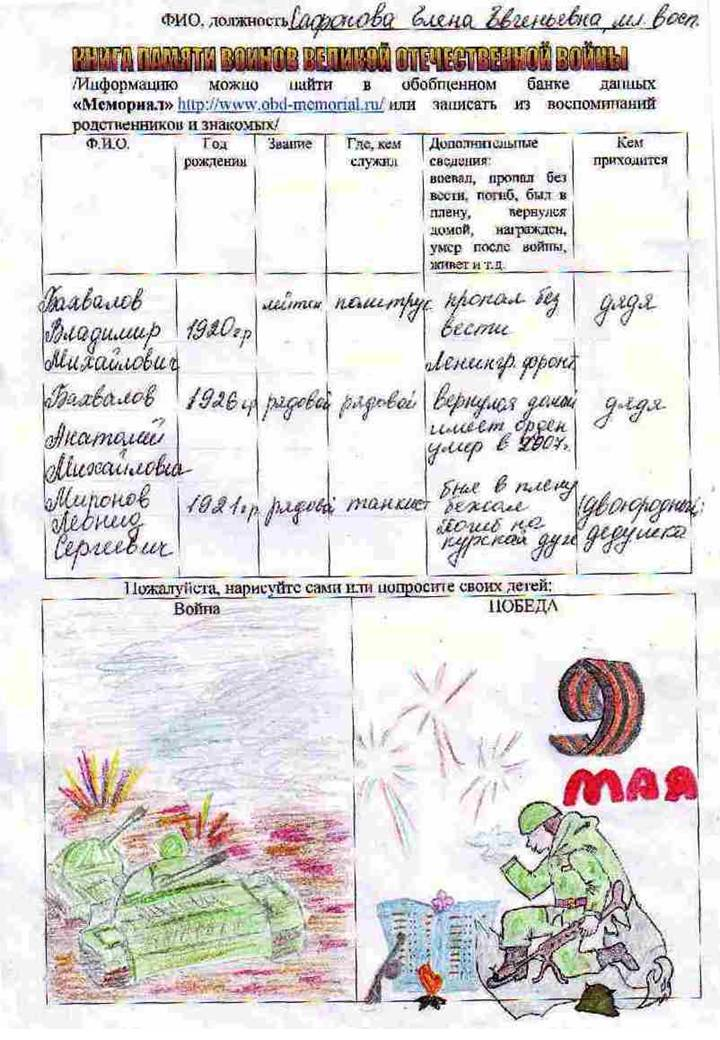 ФИО, должность Сафонова Елена Евгеньевна, мл. восп.
КНИГА ПАМЯТИ ВОИНОВ ВЕЛИКОЙ ОТЕЧЕСТВЕННОЙ ВОЙНЫ
/Информацию можно найти в обобщенном банке данных
«Мемориал» http://www.obd-memorial.ru/ или записать из воспоминаний
родственников и знакомых/
Ф.И.О. Год рождения Звание Где, кем служил Дополнительные сведения: воевал, пропал без вести, погиб, был в плену, вернулся домой, награжден, умер после войны, живет и т.д. Кем приходится
Бахвалов Владимир Михайлович 1920гр лейтен политрук пропал без вести Ленингр. фронт дядя
Бахвалов Анатолий Михайлович 1926гр рядовой рядовой вернулся домой имеет орден умер в 2007г. дядя
Миронов Леонид Сергеевич 1921гр рядовой танкист был в плену бежал погиб на курской дуге (двоюродный) дедушка
Пожалуйста, нарисуйте сами или попросите своих детей:
Война
ПОБЕДА
9
МАЯ